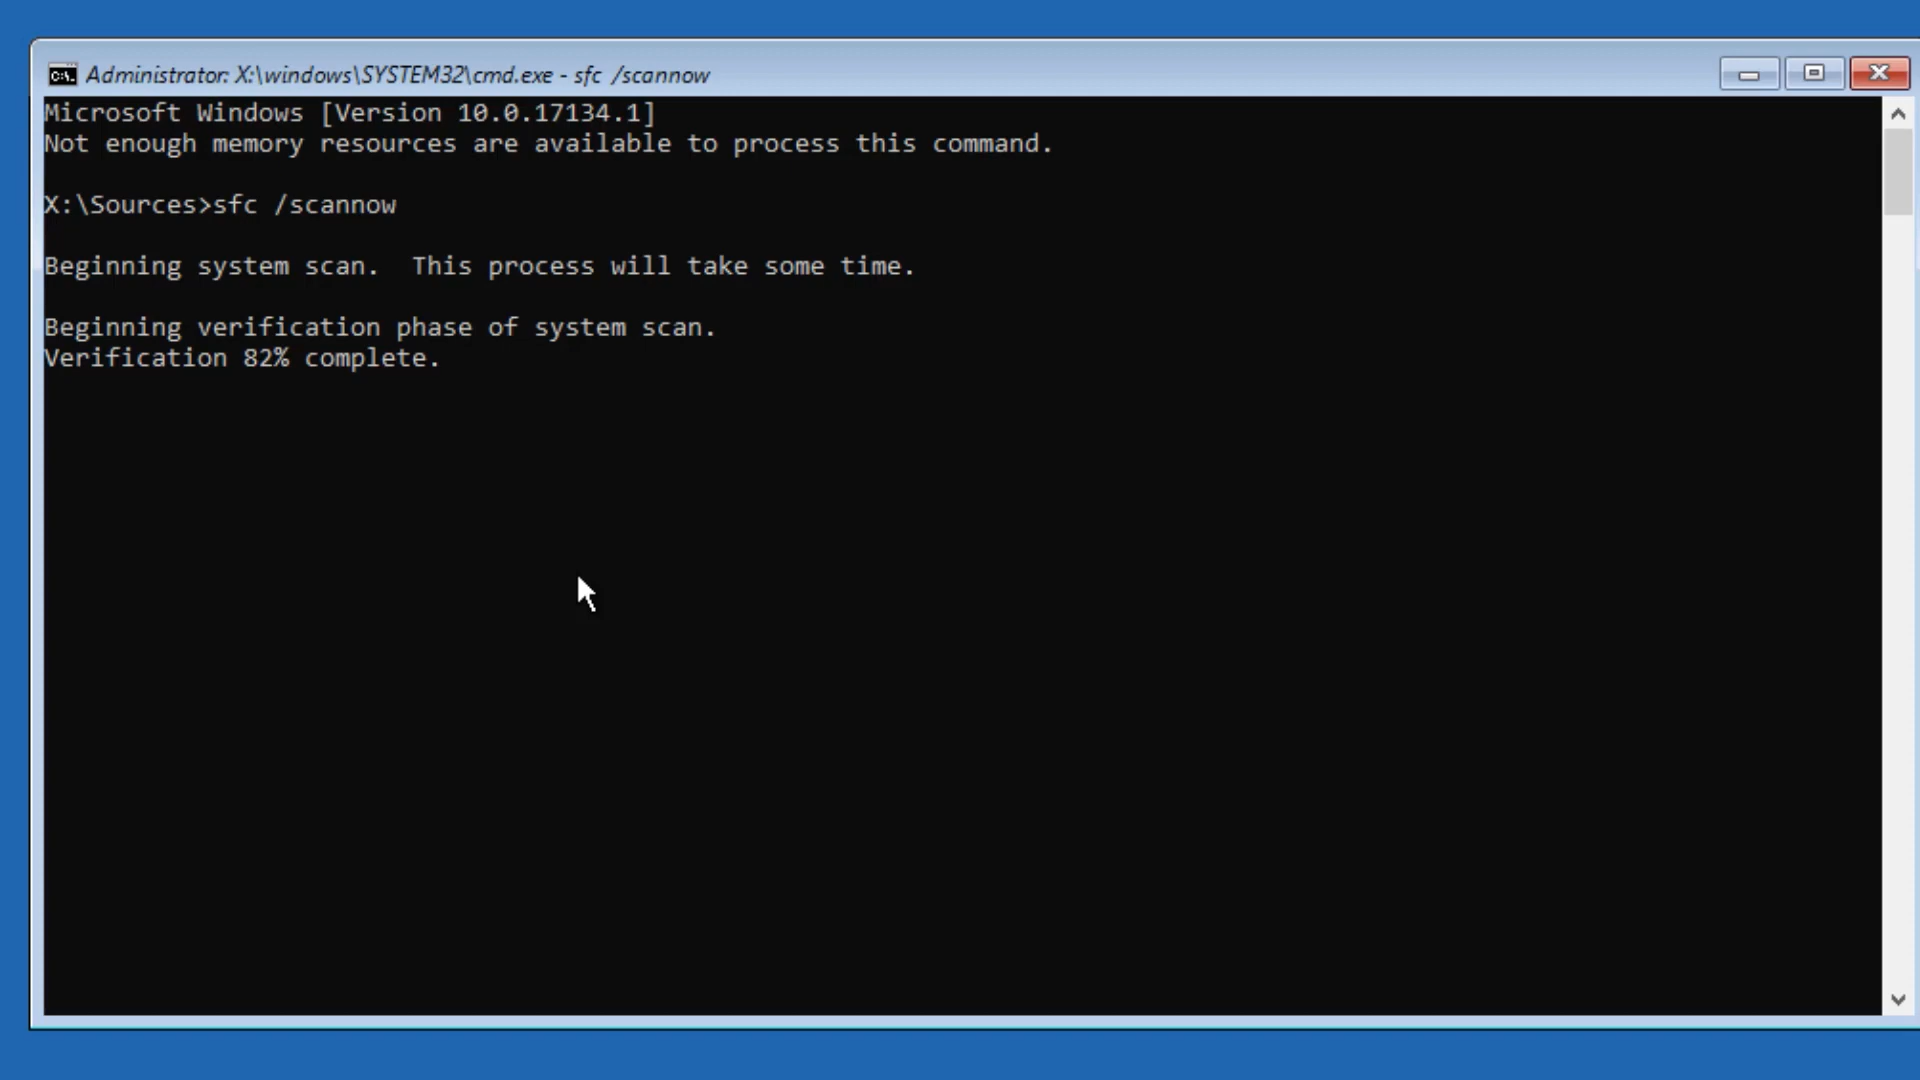 Administrator: X:\windows\SYSTEM32\cmd.exe - sfc /scannow
Microsoft Windows [Version 10.0.17134.1]
Not enough memory resources are available to process this command.
X:\Sources>sfc /scannow
Beginning system scan.  This process will take some time.
Beginning verification phase of system scan.
Verification 82% complete.